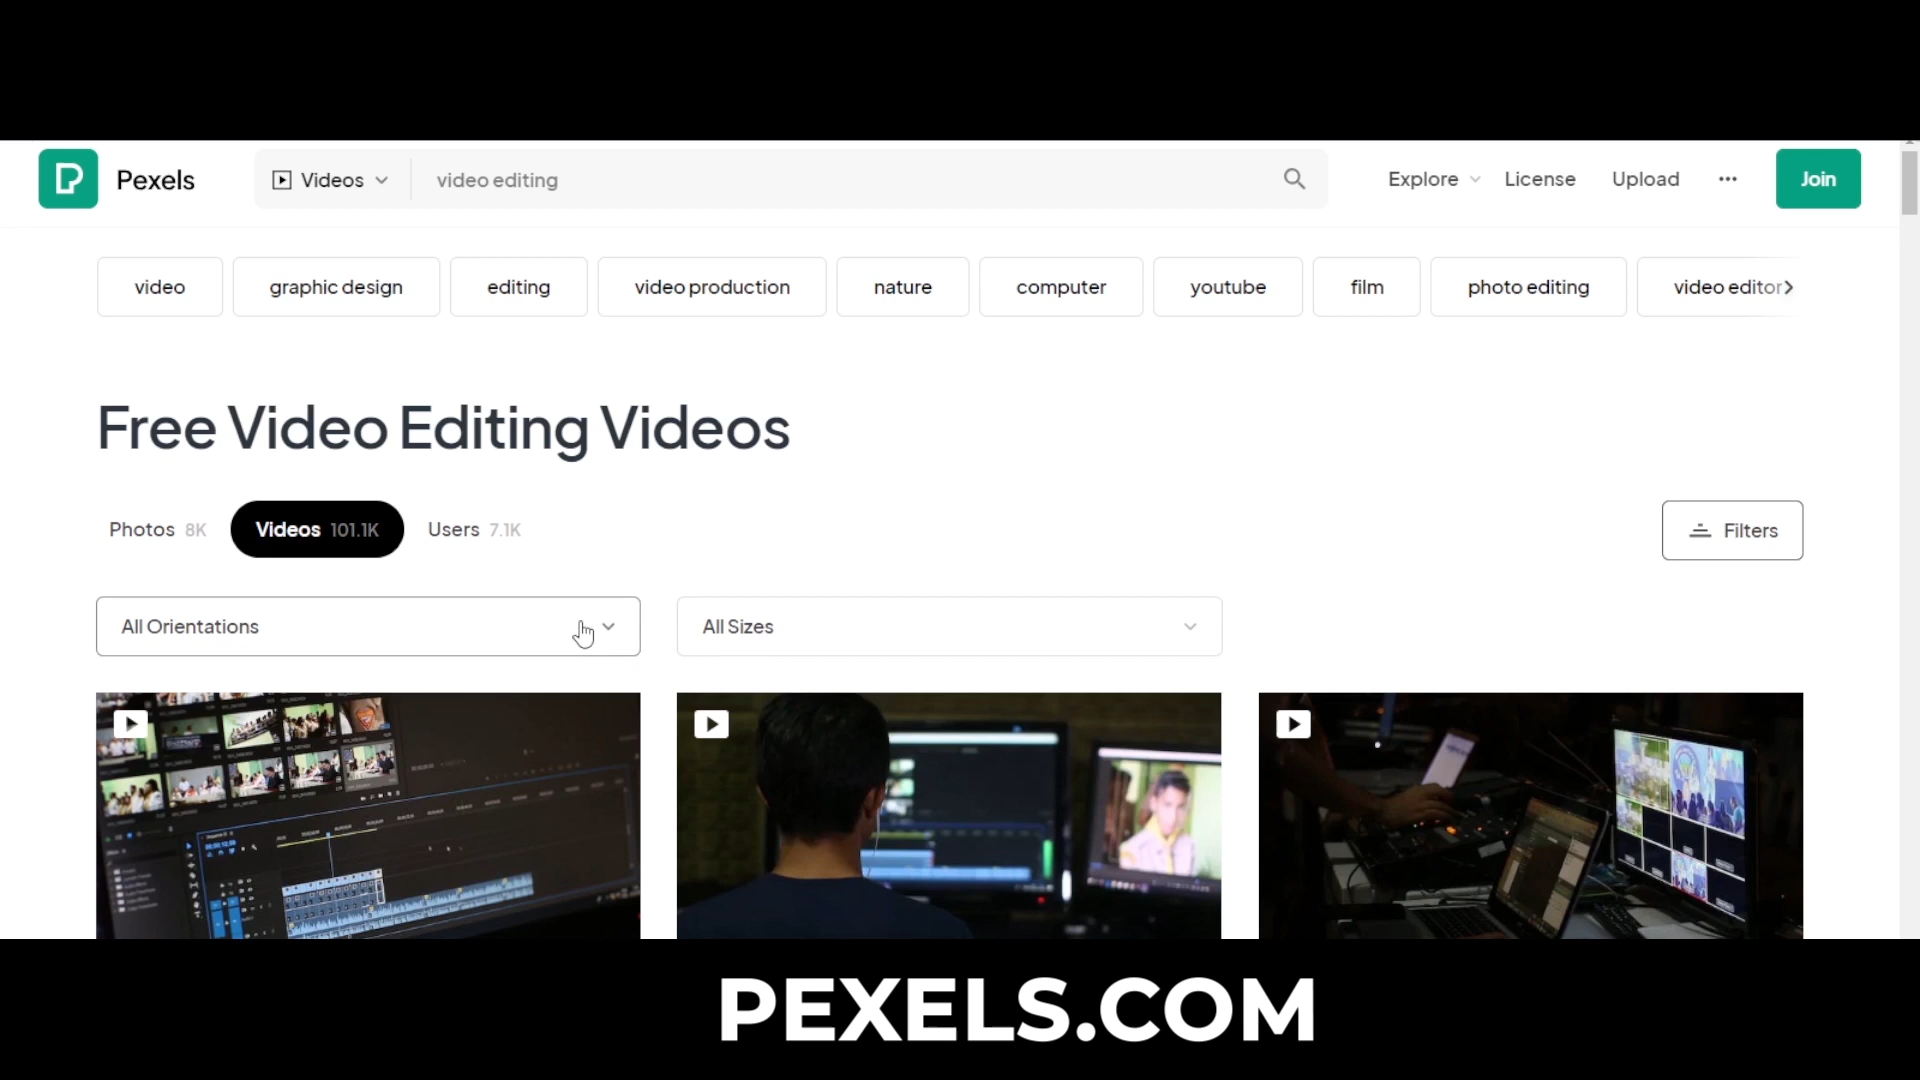 Pexels
Videos
video editing
Explore
License
Upload
Join
video
graphic design
editing
video production
nature
computer
youtube
film
photo editing
video editor
Free Video Editing Videos
Photos 8K
Videos 101.1K
Users 7.1K
Filters
All Orientations
All Sizes
PEXELS.COM